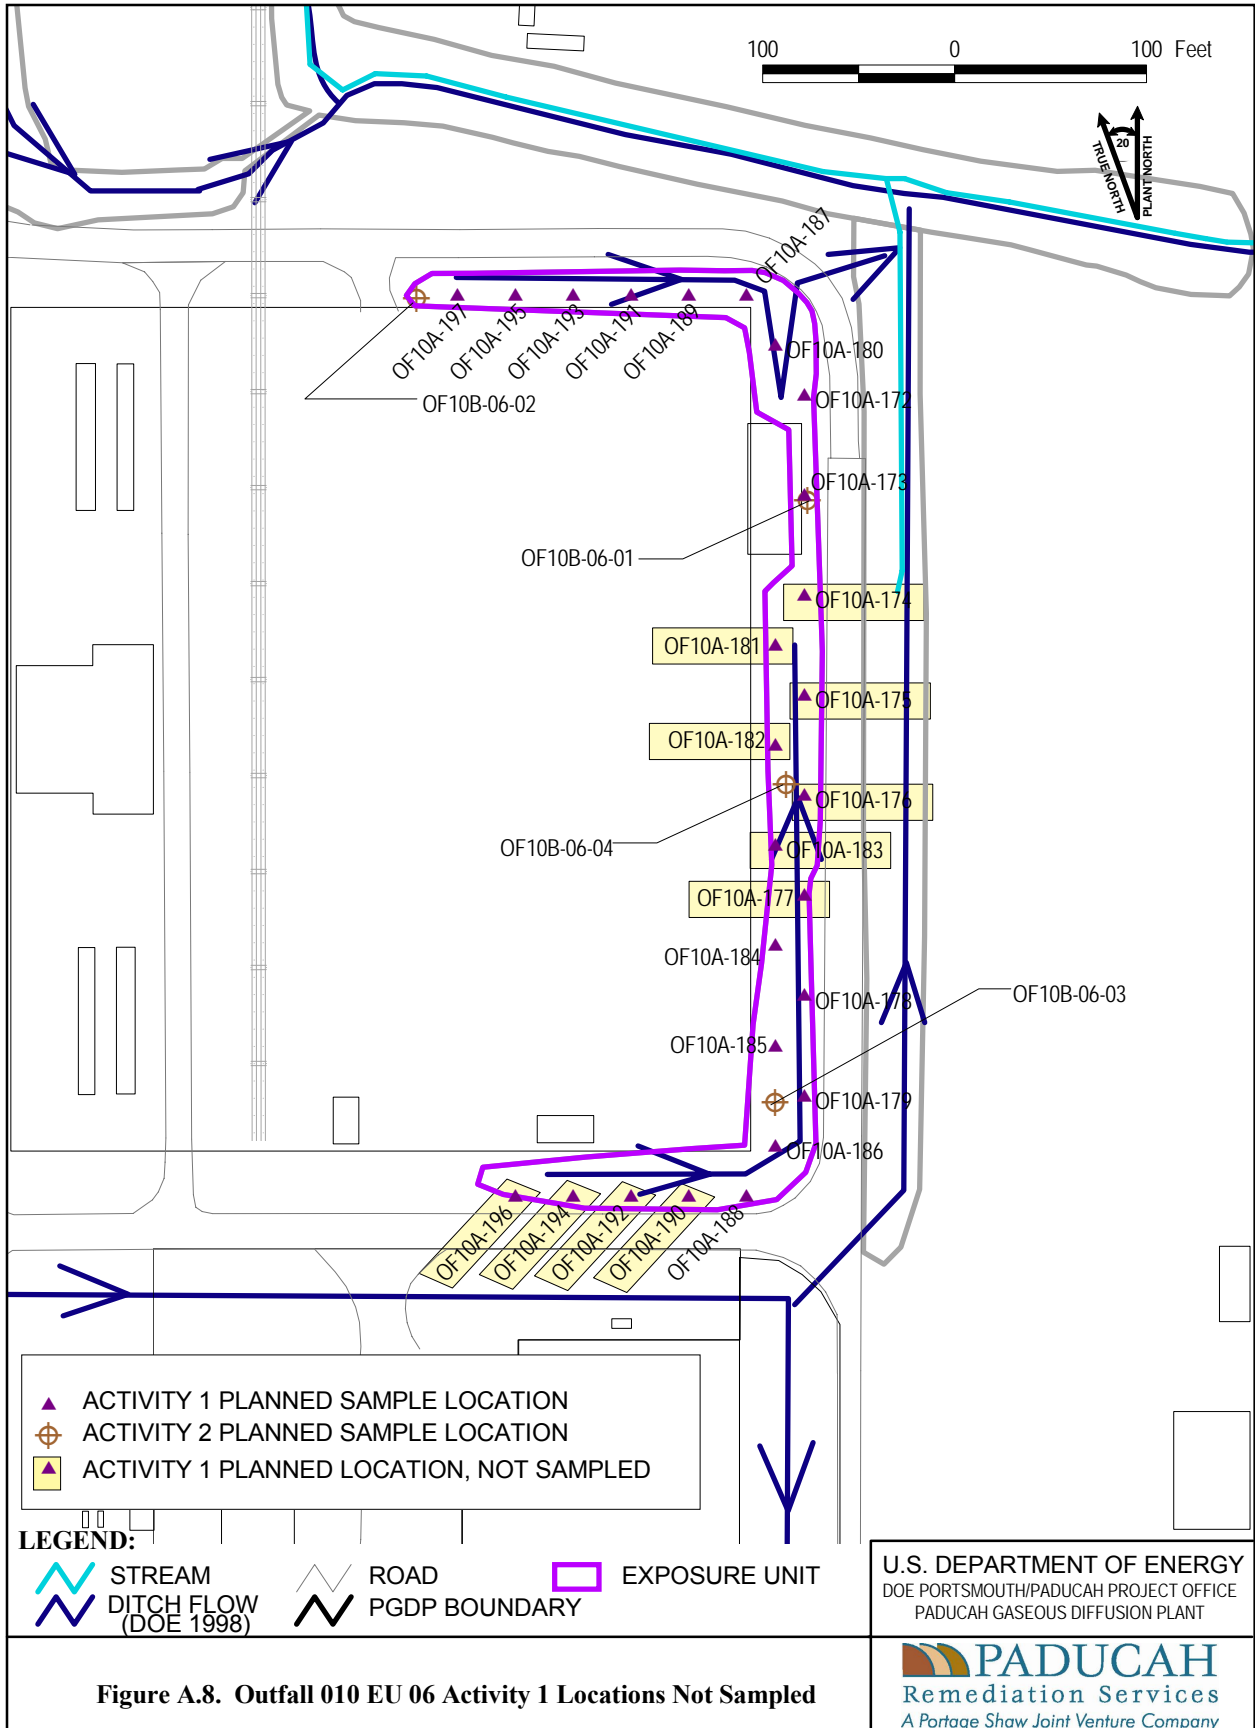 100 0 100 Feet
20
TRUE NORTH
PLANT NORTH
OF10A-187
OF10A-197
OF10A-195
OF10A-193
OF10A-191
OF10A-189
OF10A-180
OF10B-06-02
OF10A-172
OF10A-173
OF10B-06-01
OF10A-174
OF10A-181
OF10A-175
OF10A-182
OF10A-176
OF10B-06-04
OF10A-183
OF10A-177
OF10A-184
OF10A-178
OF10B-06-03
OF10A-185
OF10A-179
OF10A-186
OF10A-196
OF10A-194
OF10A-192
OF10A-190
OF10A-188
ACTIVITY 1 PLANNED SAMPLE LOCATION
ACTIVITY 2 PLANNED SAMPLE LOCATION
ACTIVITY 1 PLANNED LOCATION, NOT SAMPLED
LEGEND:
STREAM
DITCH FLOW
(DOE 1998)
ROAD
PGDP BOUNDARY
EXPOSURE UNIT
U.S. DEPARTMENT OF ENERGY
DOE PORTSMOUTH/PADUCAH PROJECT OFFICE
PADUCAH GASEOUS DIFFUSION PLANT
PADUCAH
Remediation Services
A Portage Shaw Joint Venture Company
Figure A.8. Outfall 010 EU 06 Activity 1 Locations Not Sampled